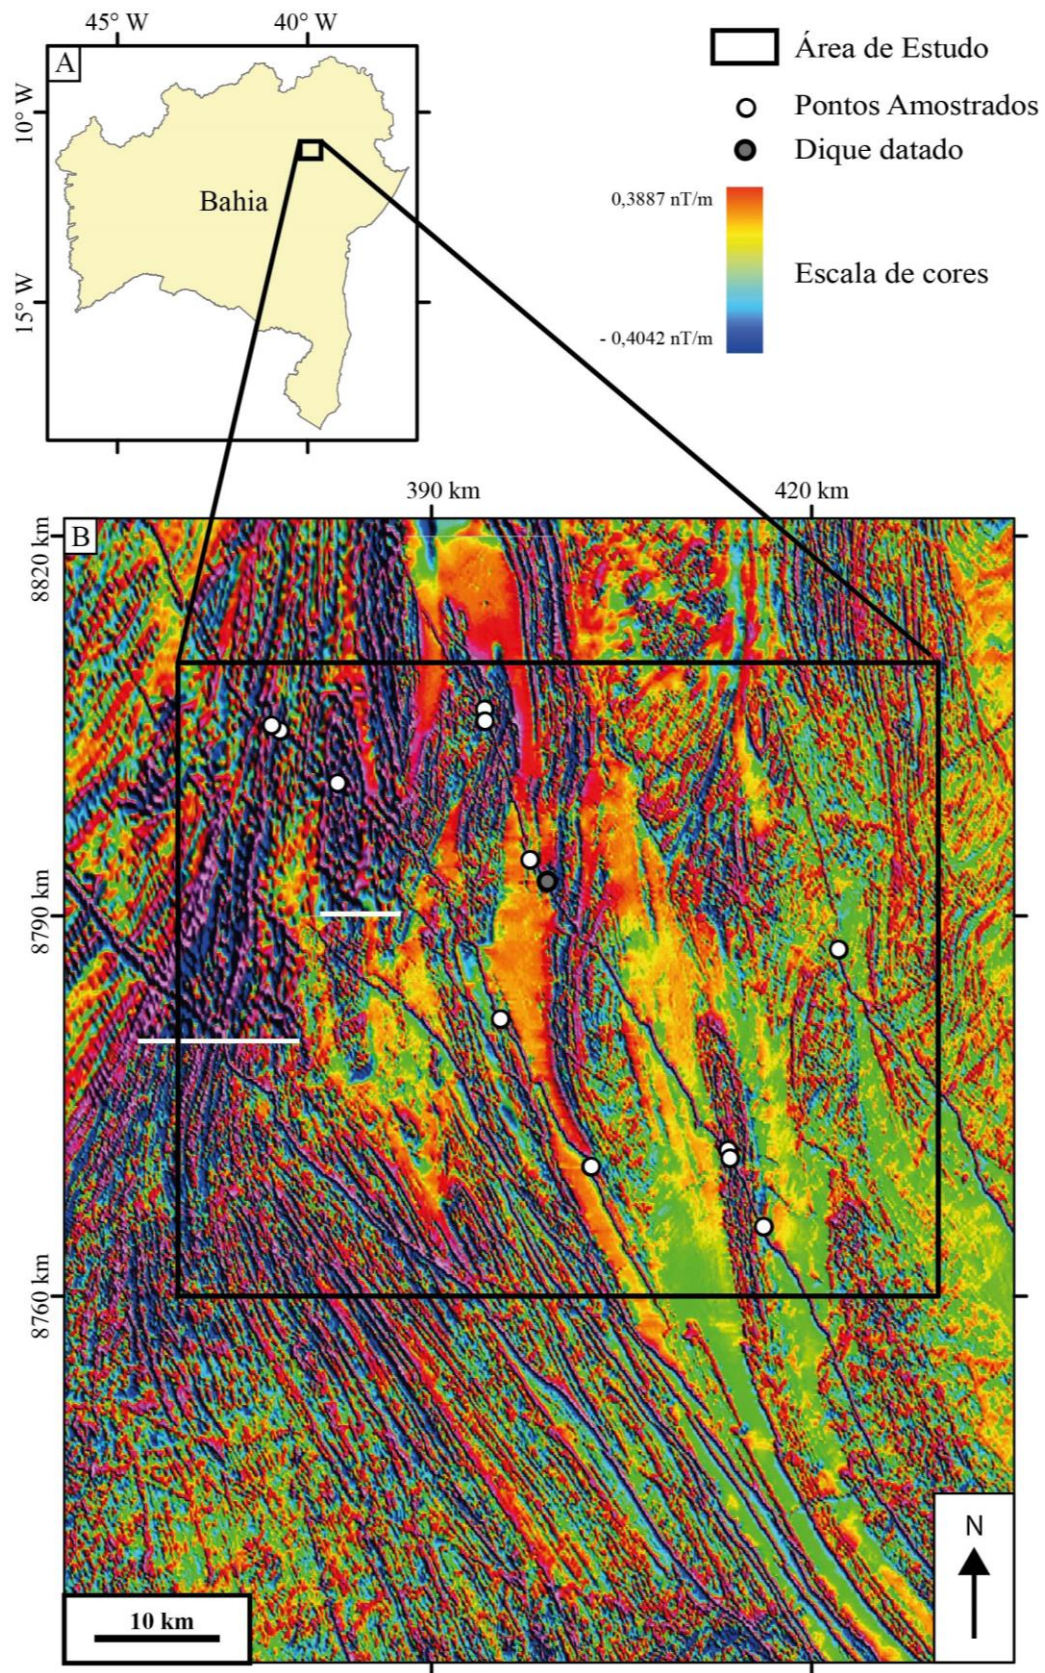 45° W
40° W
A
10° W
15° W
Bahia
Área de Estudo
Pontos Amostrados
Dique datado
0,3887 nT/m
Escala de cores
- 0,4042 nT/m
390 km
420 km
B
8820 km
8790 km
8760 km
N
10 km